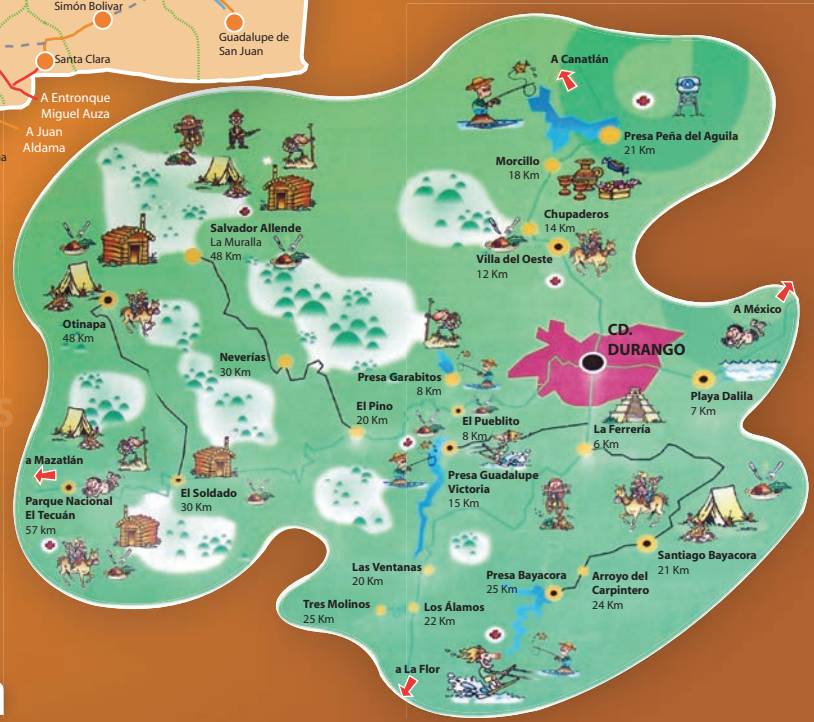 Simón Bolivar
Guadalupe de
San Juan
Santa Clara
A Entronque
Miguel Auza
A Juan
Aldama
A Canatlán
Presa Peña del Aguila
21 Km
Morcillo
18 Km
Chupaderos
14 Km
Villa del Oeste
12 Km
Salvador Allende
La Muralla
48 Km
Otinapa
48 Km
A México
CD.
DURANGO
Neverías
30 Km
Presa Garabitos
8 Km
Playa Dalila
7 Km
El Pino
20 Km
El Pueblito
8 Km
La Ferrería
6 Km
a Mazatlán
Presa Guadalupe
Victoria
15 Km
Parque Nacional
El Tecuán
57 km
El Soldado
30 Km
Santiago Bayacora
21 Km
Las Ventanas
20 Km
Presa Bayacora
25 Km
Arroyo del
Carpintero
24 Km
Tres Molinos
25 Km
Los Álamos
22 Km
a La Flor